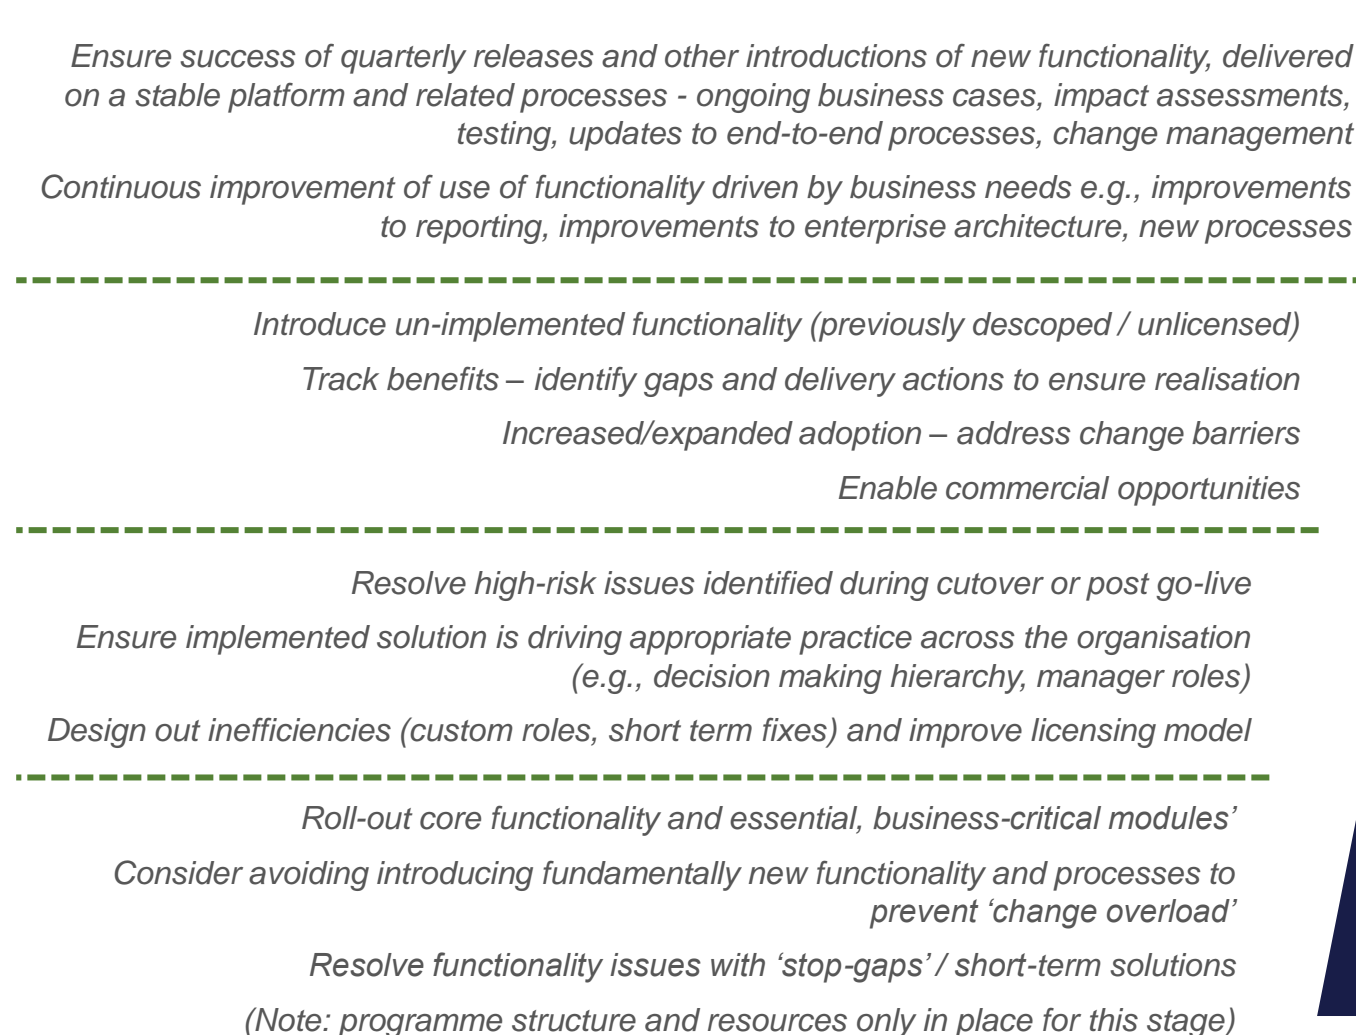 Ensure success of quarterly releases and other introductions of new functionality, delivered
on a stable platform and related processes - ongoing business cases, impact assessments,
testing, updates to end-to-end processes, change management
Continuous improvement of use of functionality driven by business needs e.g., improvements
to reporting, improvements to enterprise architecture, new processes
Introduce un-implemented functionality (previously descoped / unlicensed)
Track benefits – identify gaps and delivery actions to ensure realisation
Increased/expanded adoption – address change barriers
Enable commercial opportunities
Resolve high-risk issues identified during cutover or post go-live
Ensure implemented solution is driving appropriate practice across the organisation
(e.g., decision making hierarchy, manager roles)
Design out inefficiencies (custom roles, short term fixes) and improve licensing model
Roll-out core functionality and essential, business-critical modules’
Consider avoiding introducing fundamentally new functionality and processes to
prevent ‘change overload’
Resolve functionality issues with ‘stop-gaps’ / short-term solutions
(Note: programme structure and resources only in place for this stage)